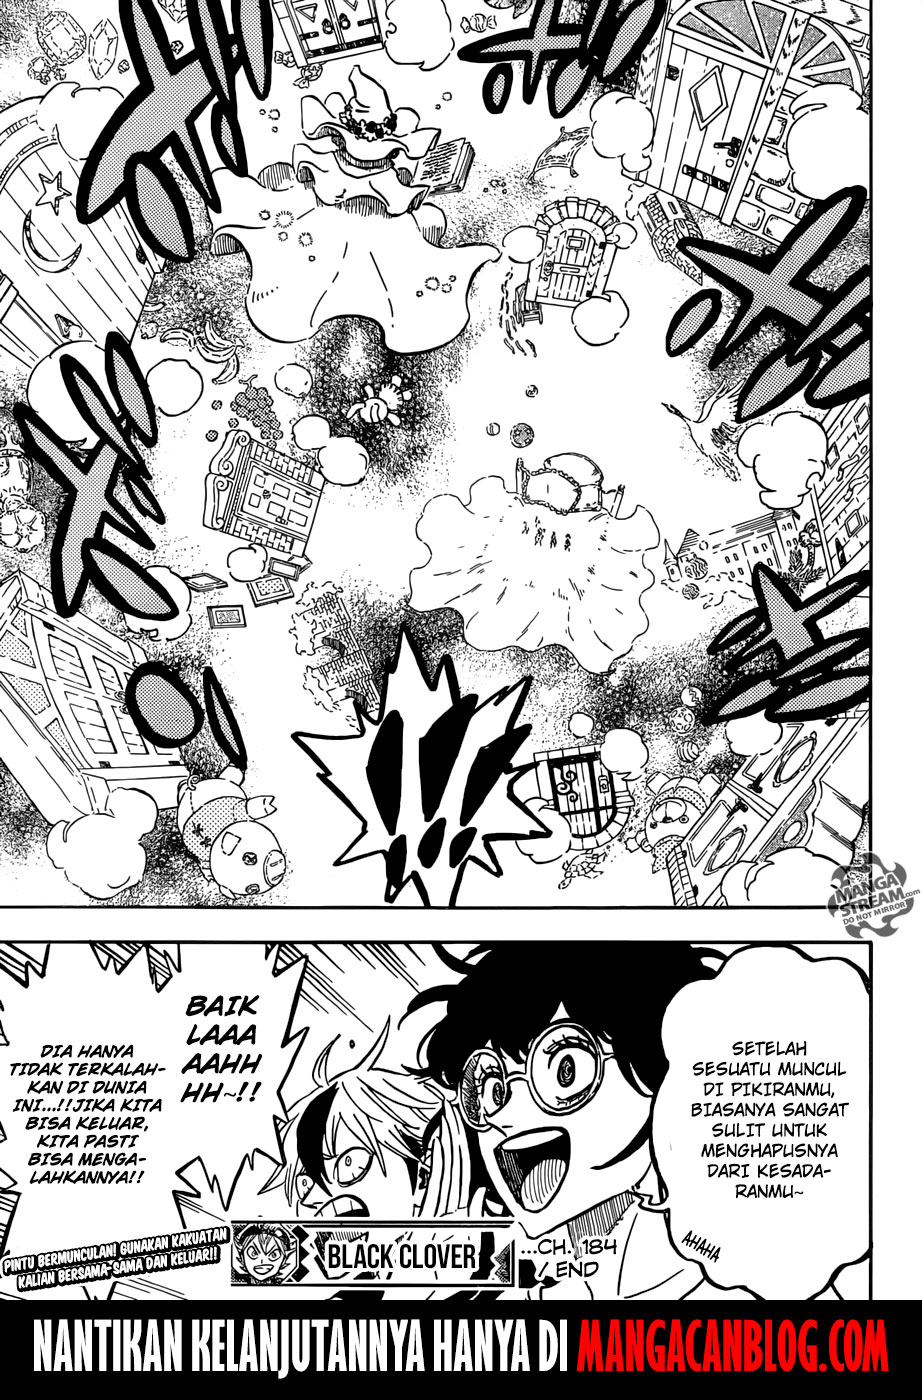 MANGA
STREAM.com
DO NOT MIRROR
SETELAH
SESUATU MUNCUL
DI PIKIRANMU,
BIASANYA SANGAT
SULIT UNTUK
MENGHAPUSNYA
DARI KESADA-
RANMU~
AHAHA
BAIK
LAAA
AAHH
HH~!!
DIA HANYA
TIDAK TERKALAH-
KAN DI DUNIA
INI...!!JIKA KITA
BISA KELUAR,
KITA PASTI
BISA MENGA-
LAHKANNYA!!
PINTU BERMUNCULAN! GUNAKAN KAKUATAN
KALIAN BERSAMA-SAMA DAN KELUAR!!
BLACK CLOVER
...CH. 184
/ END
NANTIKAN KELANJUTANNYA HANYA DI MANGACANBLOG.COM